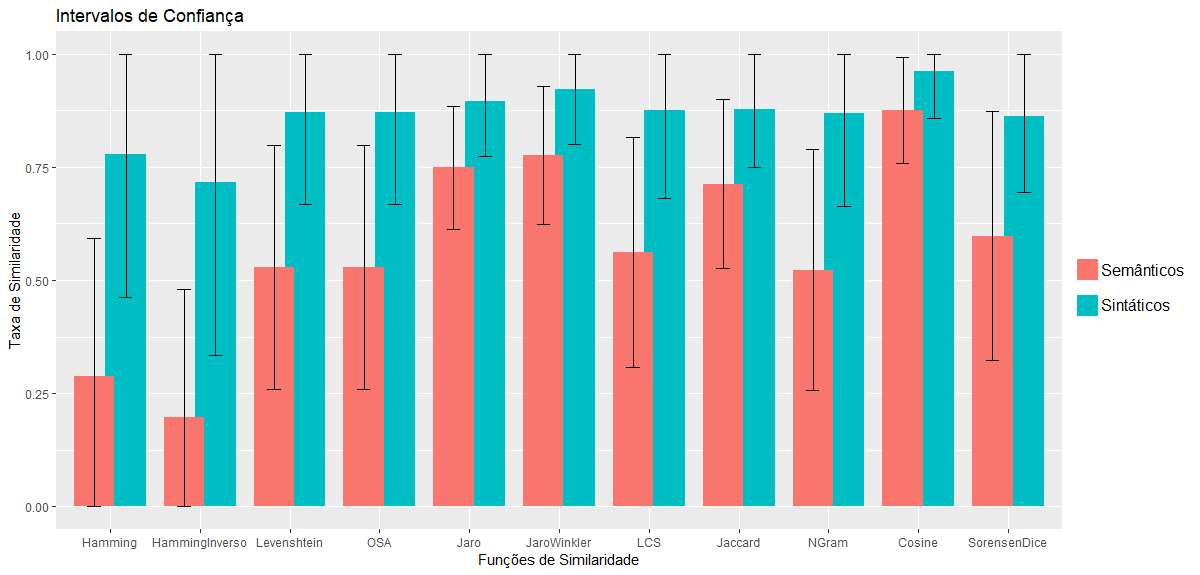 Intervalos de Confiança
1.00
0.75
0.50
0.25
0.00
Taxa de Similaridade
Hamming HammingInverso Levenshtein OSA Jaro JaroWinkler LCS Jaccard NGram Cosine SorensenDice
Funções de Similaridade
Semânticos
Sintáticos